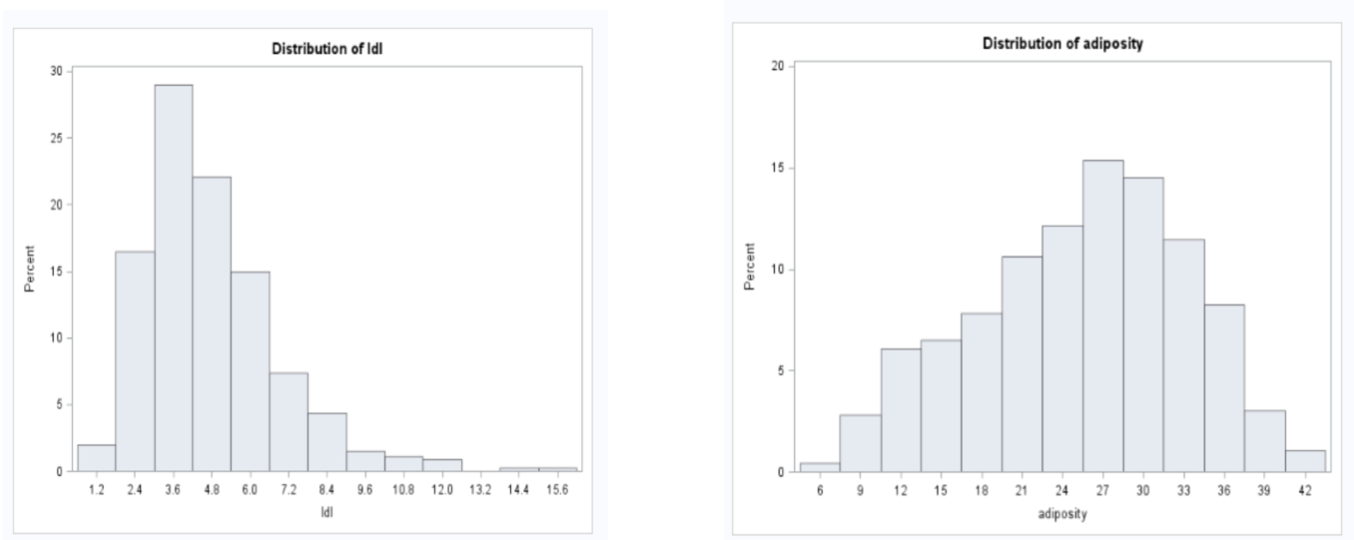 Distribution of ldl
30
25
20
15
10
5
0
Percent
1.2 2.4 3.6 4.8 6.0 7.2 8.4 9.6 10.8 12.0 13.2 14.4 15.6
ldl
Distribution of adiposity
20
15
10
5
0
Percent
6 9 12 15 18 21 24 27 30 33 36 39 42
adiposity